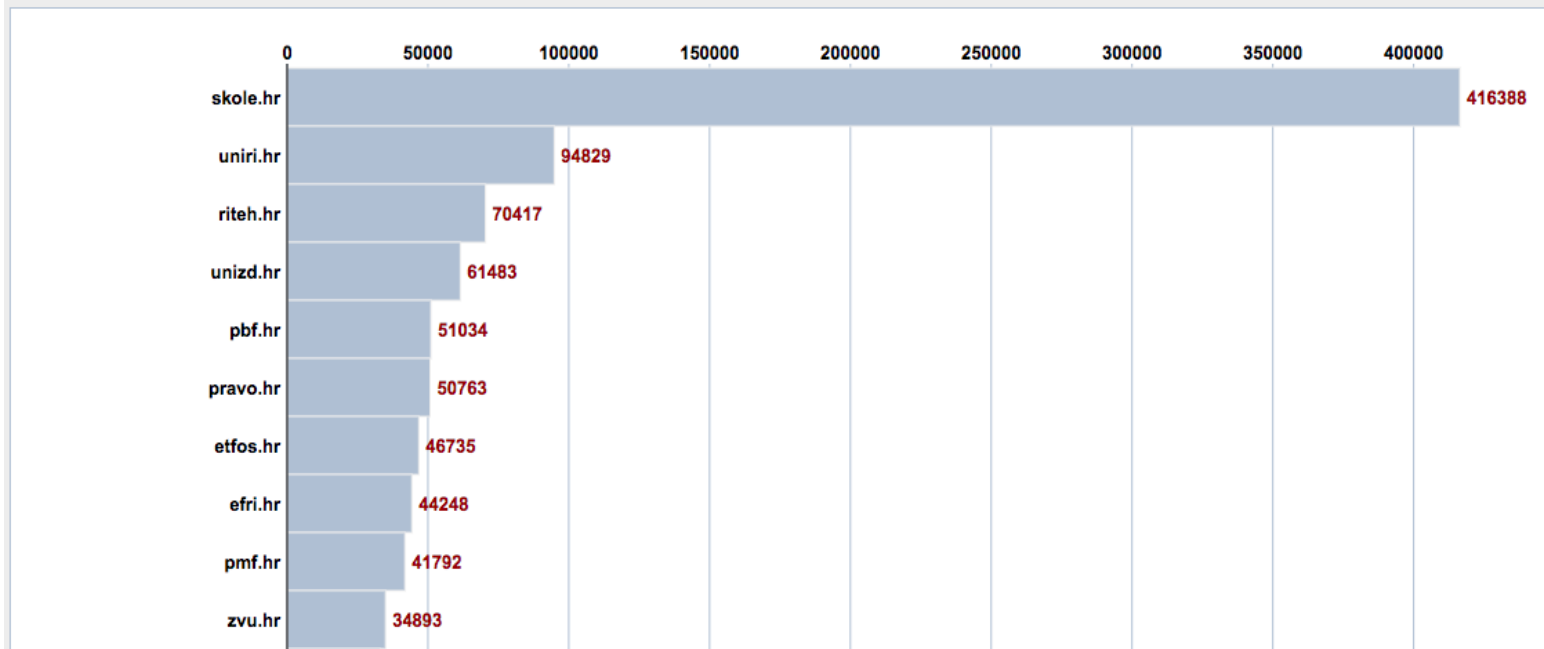 0 50000 100000 150000 200000 250000 300000 350000 400000
skole.hr 416388
uniri.hr 94829
riteh.hr 70417
unizd.hr 61483
pbf.hr 51034
pravo.hr 50763
etfos.hr 46735
efri.hr 44248
pmf.hr 41792
zvu.hr 34893